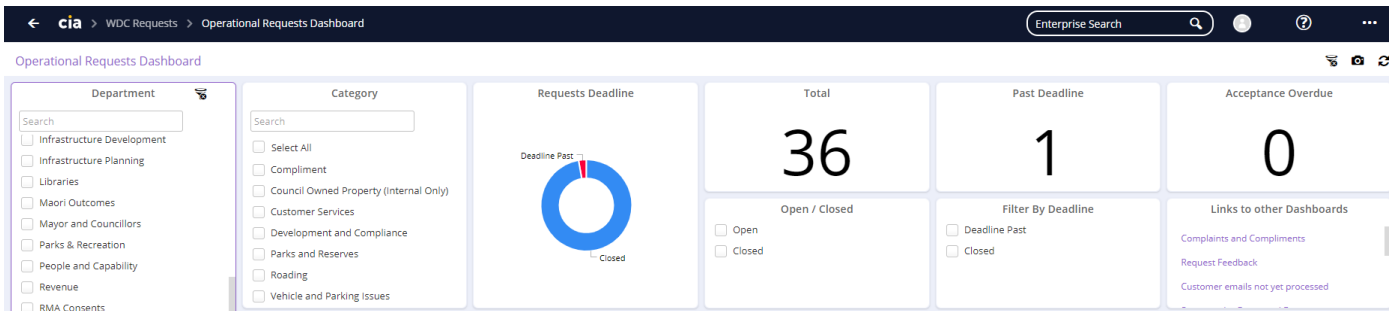 cia > WDC Requests > Operational Requests Dashboard
Enterprise Search
Operational Requests Dashboard
Department
Search
Infrastructure Development
Infrastructure Planning
Libraries
Maori Outcomes
Mayor and Councillors
Parks & Recreation
People and Capability
Revenue
RMA Consents
Category
Search
Select All
Compliment
Council Owned Property (Internal Only)
Customer Services
Development and Compliance
Parks and Reserves
Roading
Vehicle and Parking Issues
Requests Deadline
Deadline Past
Closed
Total
36
Past Deadline
1
Acceptance Overdue
0
Open / Closed
Open
Closed
Filter By Deadline
Deadline Past
Closed
Links to other Dashboards
Complaints and Compliments
Request Feedback
Customer emails not yet processed